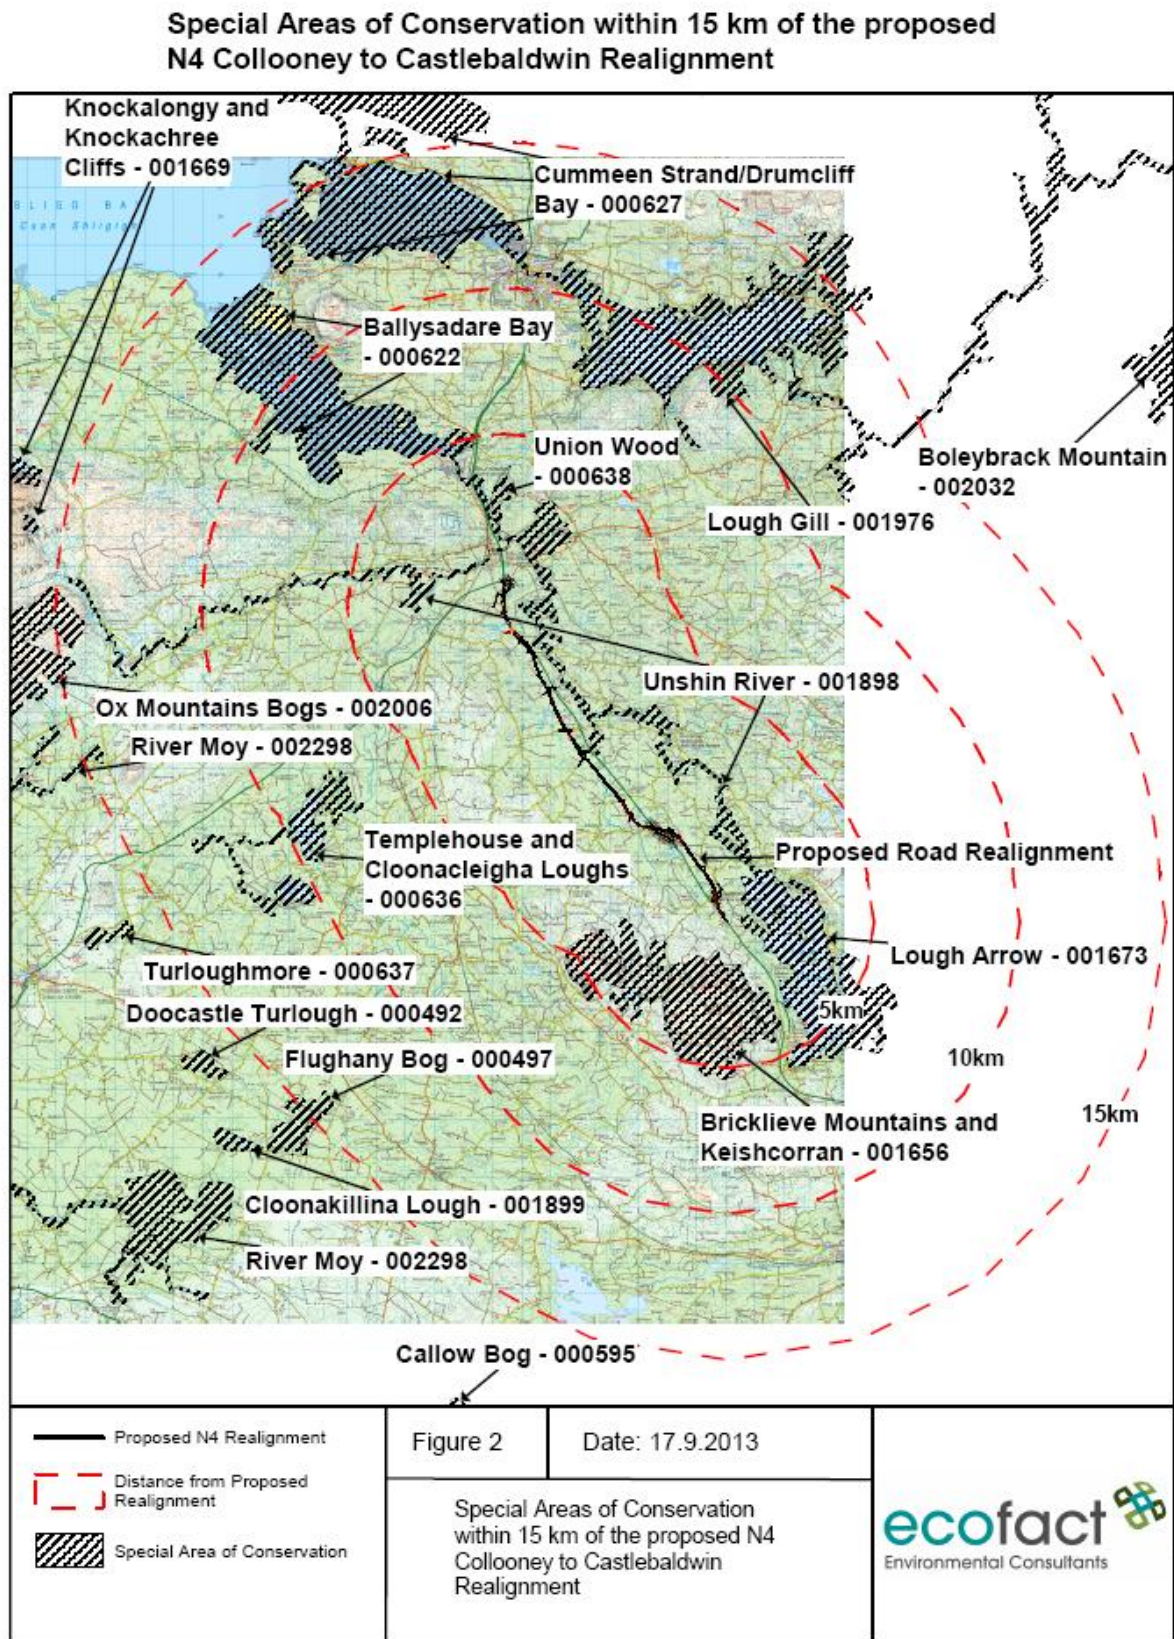 Special Areas of Conservation within 15 km of the proposed
N4 Collooney to Castlebaldwin Realignment
Knockalongy and
Knockachree
Cliffs - 001669
Cummeen Strand/Drumcliff
Bay - 000627
Ballysadare Bay
- 000622
Union Wood
- 000638
Boleybrack Mountain
- 002032
Lough Gill - 001976
Unshin River - 001898
Ox Mountains Bogs - 002006
River Moy - 002298
Templehouse and
Cloonacleigha Loughs
- 000636
Proposed Road Realignment
Turloughmore - 000637
Lough Arrow - 001673
Doocastle Turlough - 000492
5km
Flughany Bog - 000497
10km
15km
Bricklieve Mountains and
Keishcorran - 001656
Cloonakillina Lough - 001899
River Moy - 002298
Callow Bog - 000595
Proposed N4 Realignment
Distance from Proposed
Realignment
Special Area of Conservation
Figure 2
Date: 17.9.2013
Special Areas of Conservation
within 15 km of the proposed N4
Collooney to Castlebaldwin
Realignment
ecofact
Environmental Consultants